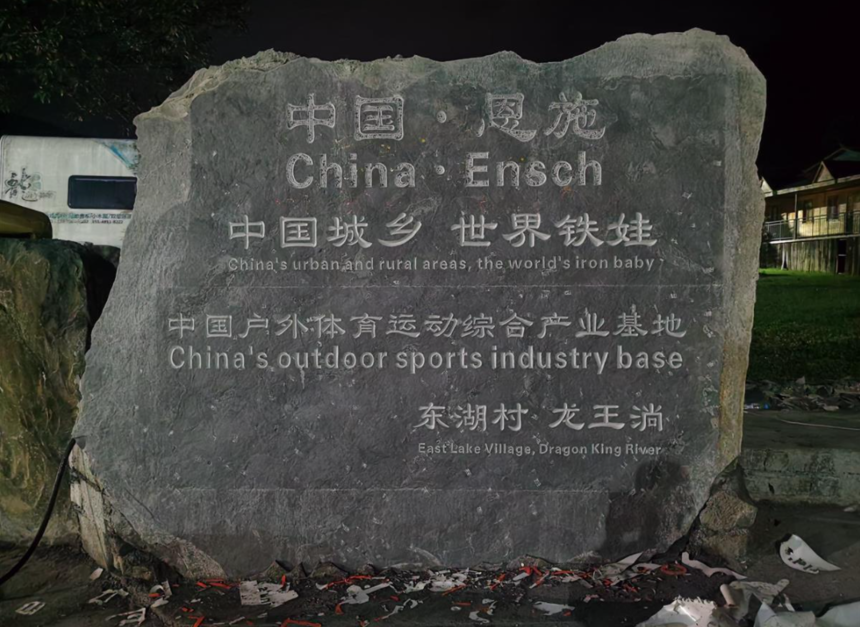 中国·恩施
China·Ensch
中国城乡 世界铁娃
China's urban and rural areas, the world's iron baby
中国户外体育运动综合产业基地
China's outdoor sports industry base
东湖村 龙王淌
East Lake Village, Dragon King River